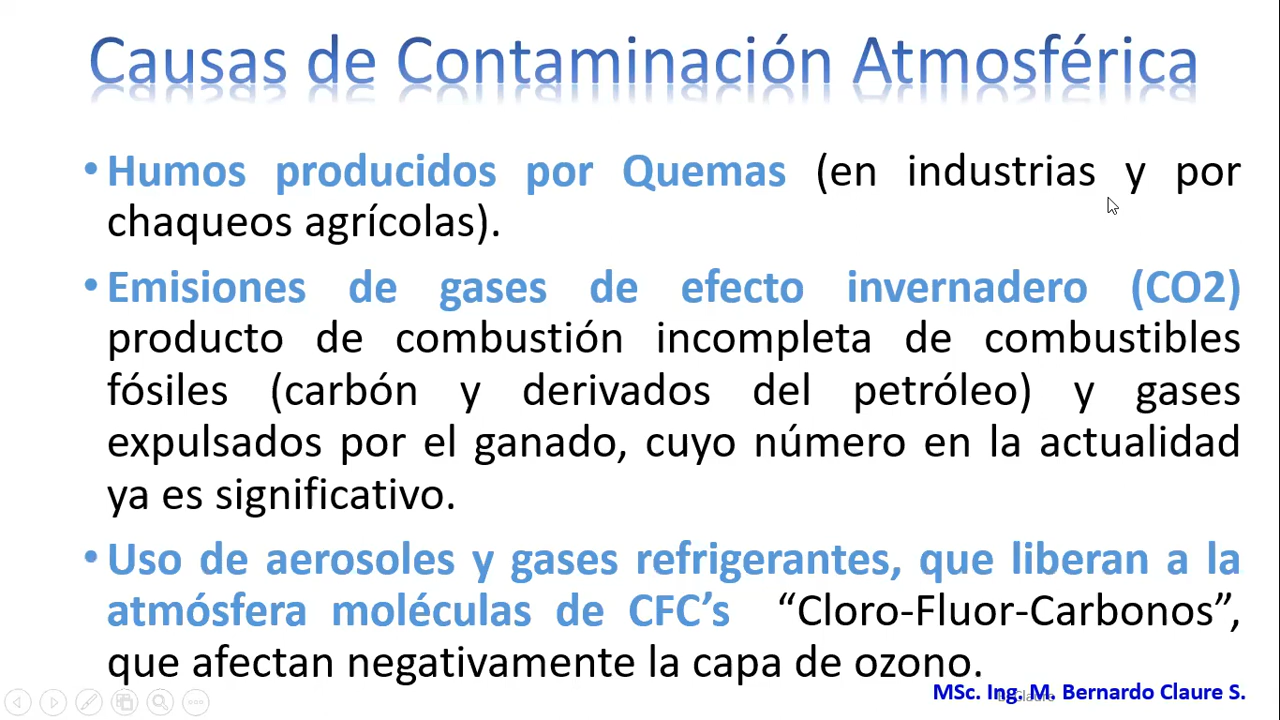 Causas de Contaminación Atmosférica
• Humos producidos por Quemas (en industrias y por
chaqueos agrícolas).
• Emisiones de gases de efecto invernadero (CO2)
producto de combustión incompleta de combustibles
fósiles (carbón y derivados del petróleo) y gases
expulsados por el ganado, cuyo número en la actualidad
ya es significativo.
• Uso de aerosoles y gases refrigerantes, que liberan a la
atmósfera moléculas de CFC’s “Cloro-Fluor-Carbonos”,
que afectan negativamente la capa de ozono.
MSc. Ing. M. Bernardo Claure S.